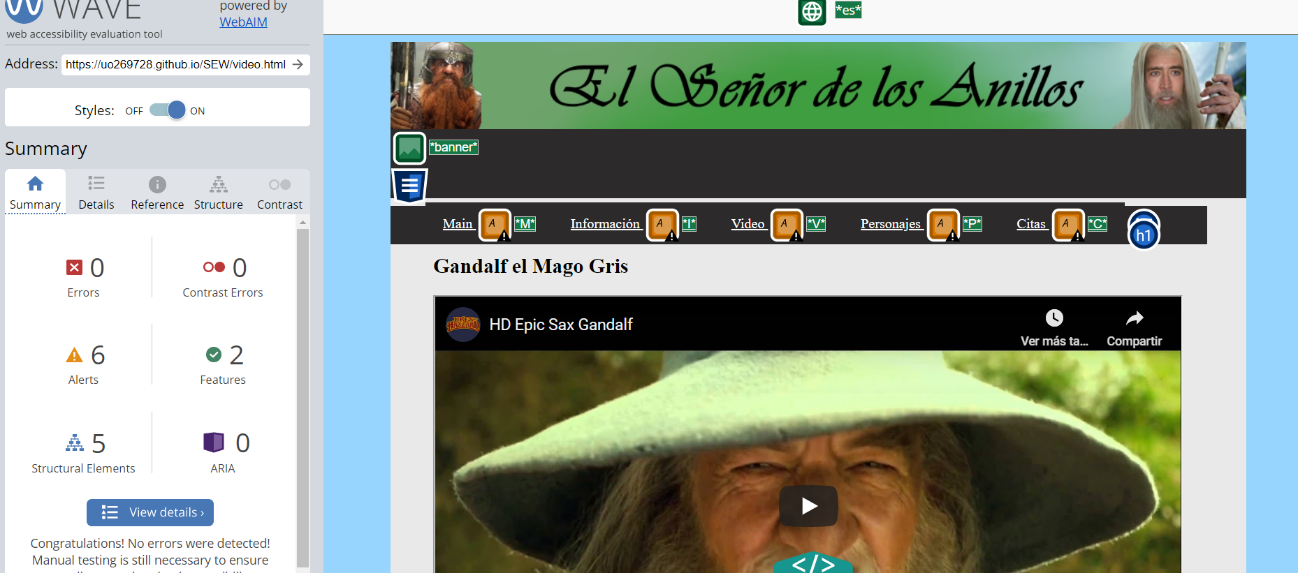 WAVE
powered by
WebAIM
web accessibility evaluation tool
Address: https://uo269728.github.io/SEW/video.html
Styles: OFF ON
Summary
Summary Details Reference Structure Contrast
0 0
Errors Contrast Errors
6 2
Alerts Features
5 0
Structural Elements ARIA
View details ›
Congratulations! No errors were detected!
Manual testing is still necessary to ensure
*es*
El Señor de los Anillos
*banner*
Main A *M* Información A *I* Video A *V* Personajes A *P* Citas A *C* h1
Gandalf el Mago Gris
HD Epic Sax Gandalf
Ver más ta... Compartir
</>